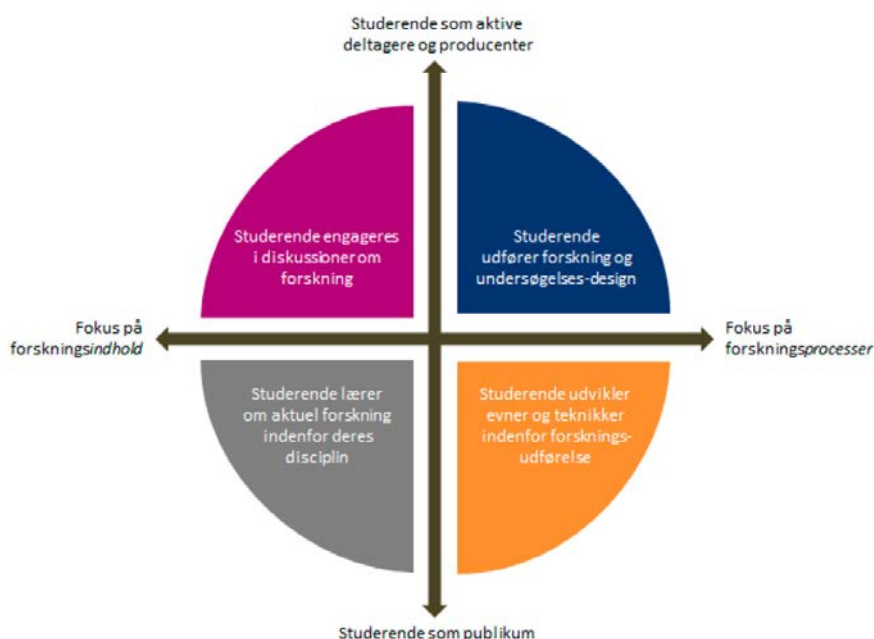 Studerende som aktive
deltagere og producenter
Studerende engageres
i diskussioner om
forskning
Studerende
udfører forskning og
undersøgelses-design
Fokus på
forskningsindhold
Fokus på
forskningsprocesser
Studerende lærer
om aktuel forskning
indenfor deres
disciplin
Studerende udvikler
evner og teknikker
indenfor forsknings-
udførelse
Studerende som publikum